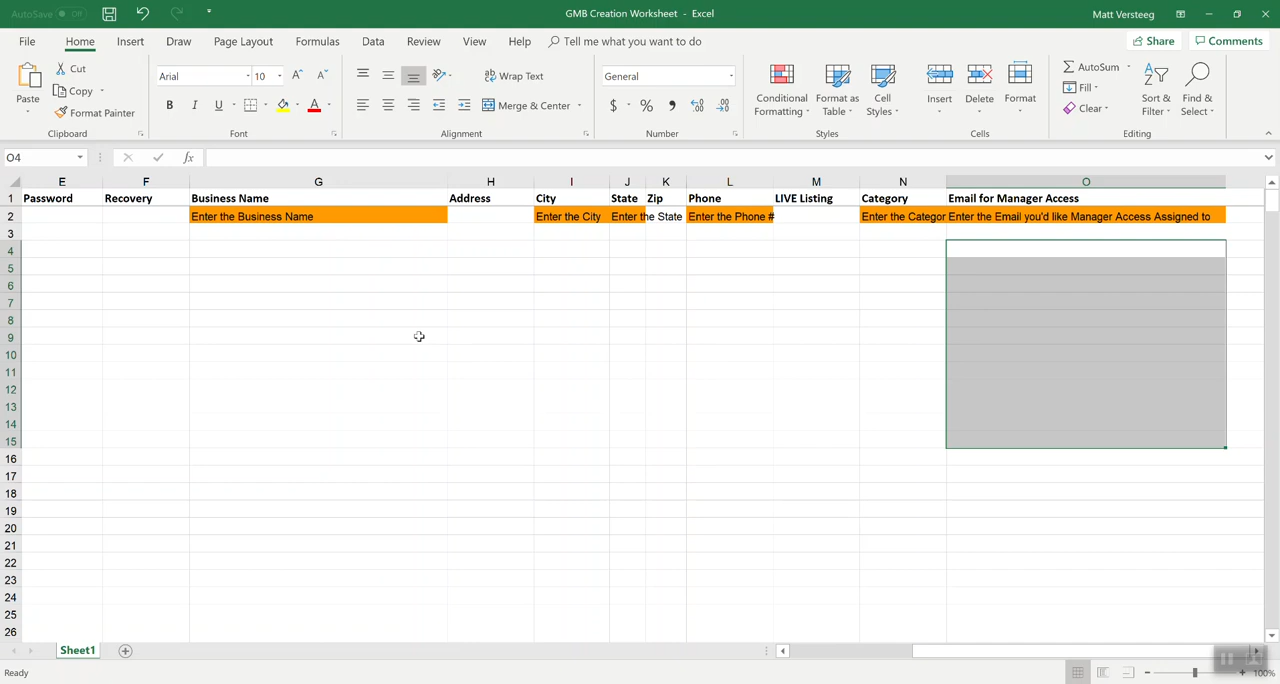 AutoSave Off GMB Creation Worksheet - Excel Matt Versteeg
File Home Insert Draw Page Layout Formulas Data Review View Help Tell me what you want to do Share Comments
Paste Cut Copy Format Painter
Clipboard
Arial 10
B I U A
Font
Wrap Text
Merge & Center
Alignment
General
$ % 9
Number
Conditional Formatting Format as Table Cell Styles
Styles
Insert Delete Format
Cells
AutoSum Fill Clear Sort & Filter Find & Select
Editing
O4 fx
E F G H I J K L M N O
1 Password Recovery Business Name Address City State Zip Phone LIVE Listing Category Email for Manager Access
2 Enter the Business Name Enter the City Enter the State Enter the Phone # Enter the Categor Enter the Email you'd like Manager Access Assigned to
3
4
5
6
7
8
9
10
11
12
13
14
15
16
17
18
19
20
21
22
23
24
25
26
Sheet1
Ready 100%